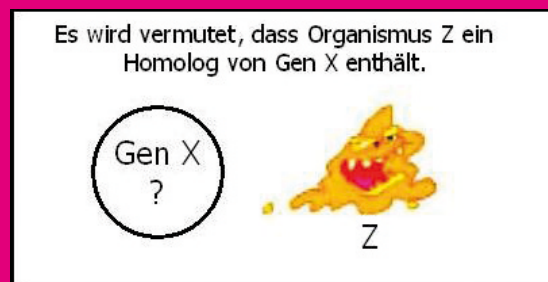 Es wird vermutet, dass Organismus Z ein
Homolog von Gen X enthält.
Gen X
?
Z